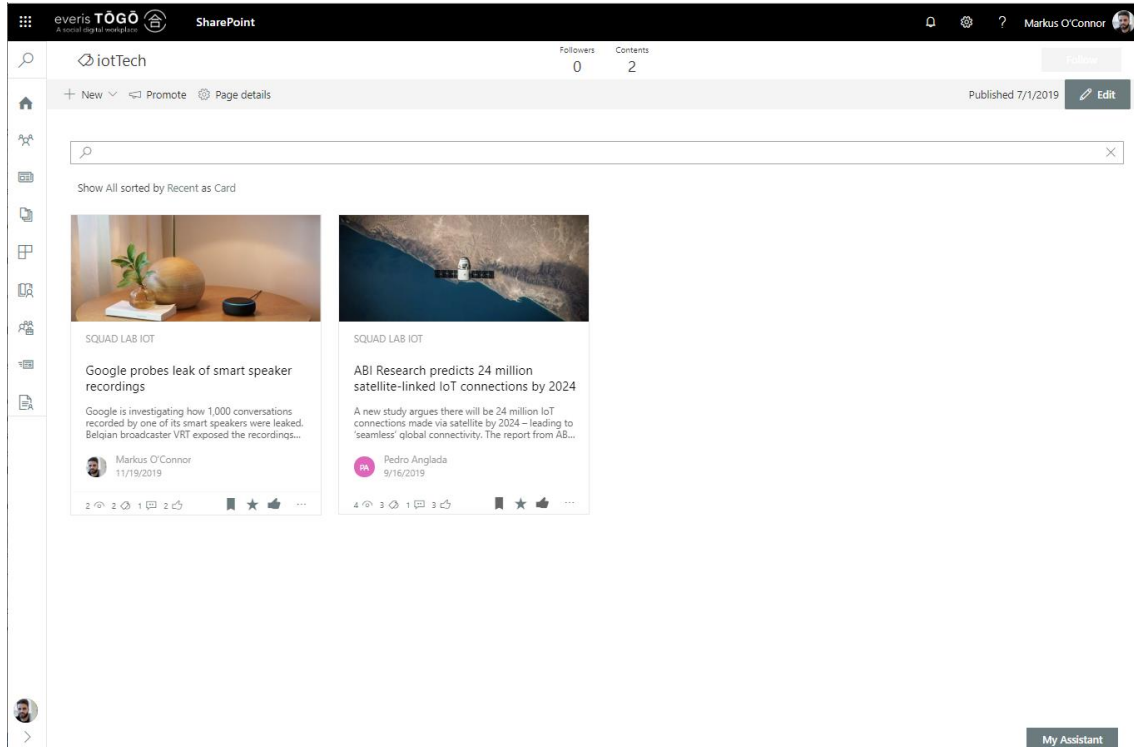 everis TŌGŌ
A social digital workplace
SharePoint
? Markus O'Connor
iotTech
Followers
0
Contents
2
Follow
New
Promote
Page details
Published 7/1/2019
Edit
Show All sorted by Recent as Card
SQUAD LAB IOT
Google probes leak of smart speaker
recordings
Google is investigating how 1,000 conversations
recorded by one of its smart speakers were leaked.
Belgian broadcaster VRT exposed the recordings...
Markus O'Connor
11/19/2019
2 2 1 2
SQUAD LAB IOT
ABI Research predicts 24 million
satellite-linked IoT connections by 2024
A new study argues there will be 24 million IoT
connections made via satellite by 2024 – leading to
'seamless' global connectivity. The report from AB...
PA
Pedro Anglada
9/16/2019
4 3 1 3
My Assistant